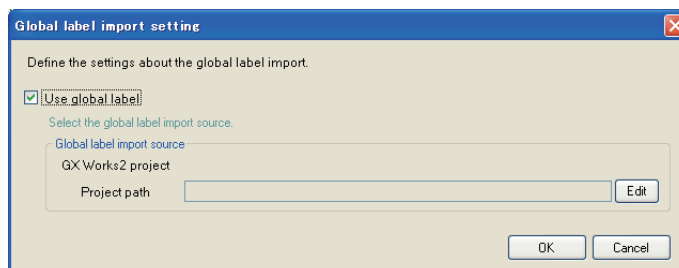 Global label import setting
Define the settings about the global label import.
Use global label
Select the global label import source.
Global label import source
GX Works2 project
Project path
Edit
OK
Cancel